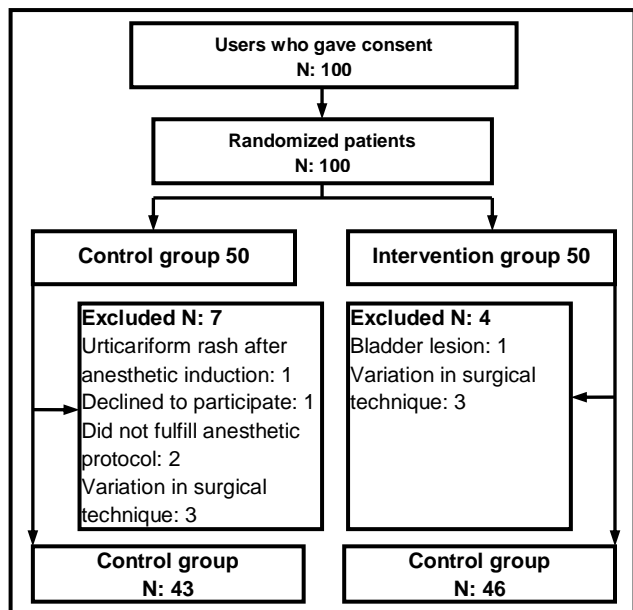 Users who gave consent
N: 100
Randomized patients
N: 100
Control group 50
Intervention group 50
Excluded N: 7
Urticariform rash after
anesthetic induction: 1
Declined to participate: 1
Did not fulfill anesthetic
protocol: 2
Variation in surgical
technique: 3
Excluded N: 4
Bladder lesion: 1
Variation in surgical
technique: 3
Control group
N: 43
Control group
N: 46